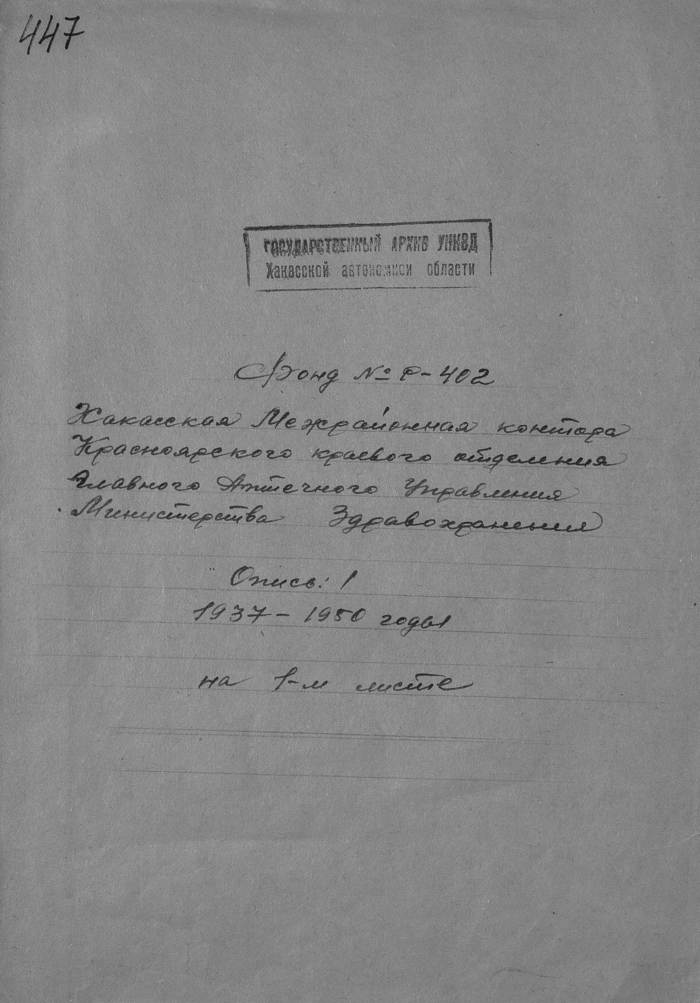 447
ГОСУДАРСТВЕННЫЙ АРХИВ УНКВД
Хакасской автономной области
Фонд № Р-402
Хакасская Межрайонная контора
Красноярского краевого отделения
Главного Аптечного Управления
Министерства Здравохранения
Опись: 1
1937 - 1950 годы
на 1-м листе